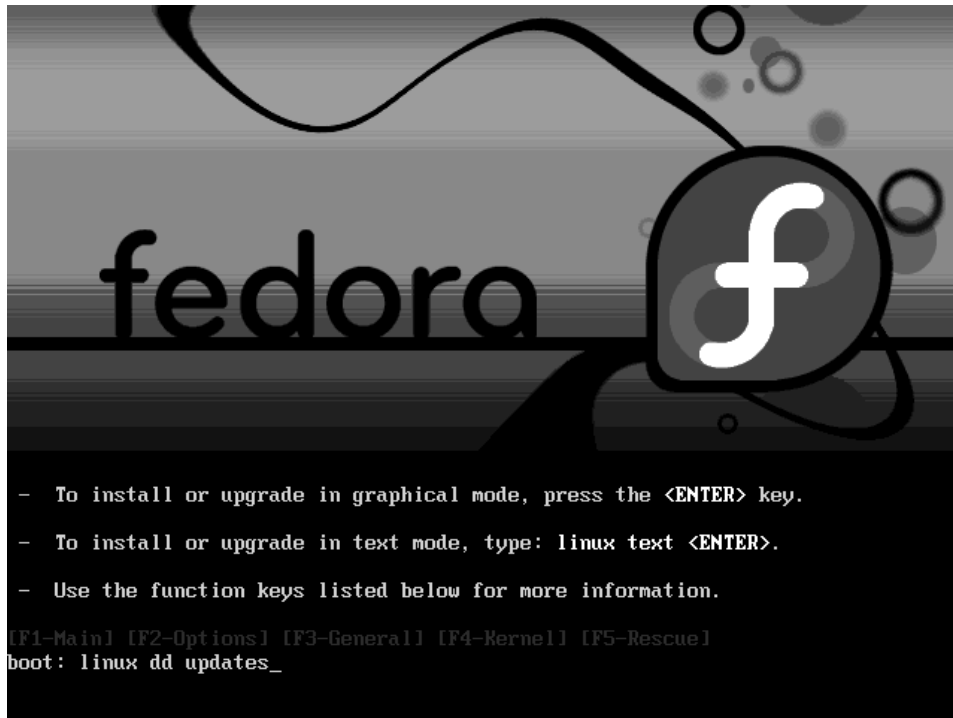 fedora
- To install or upgrade in graphical mode, press the <ENTER> key.
- To install or upgrade in text mode, type: linux text <ENTER>.
- Use the function keys listed below for more information.
[F1-Main] [F2-Options] [F3-General] [F4-Kernel] [F5-Rescue]
boot: linux dd updates_